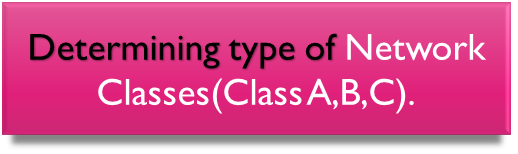 Determining type of Network
Classes(Class A,B,C).